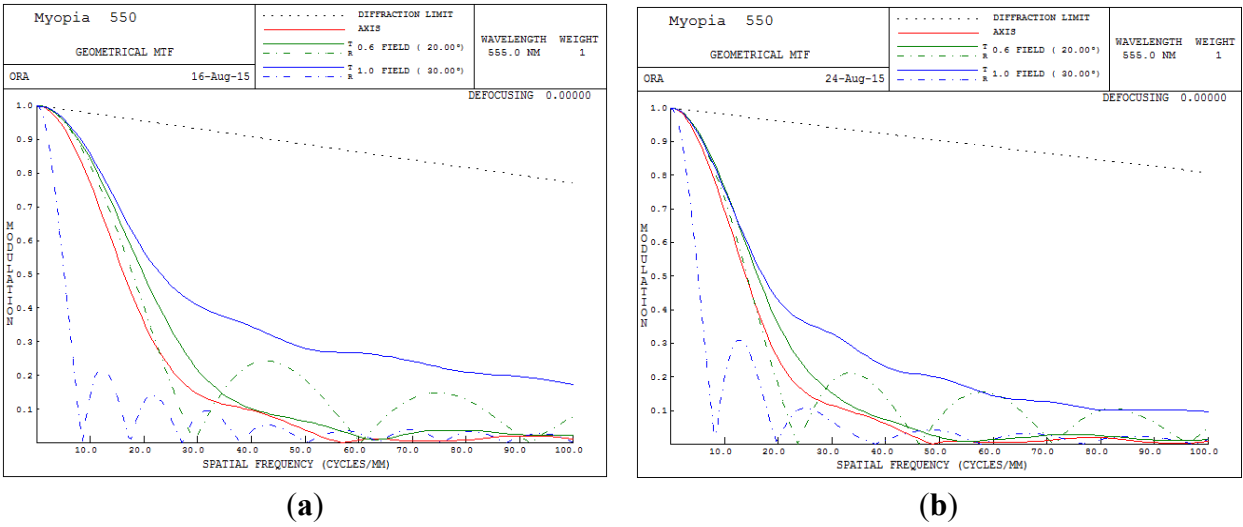 Myopia 550
GEOMETRICAL MTF
ORA 16-Aug-15
DIFFRACTION LIMIT
AXIS
T
R 0.6 FIELD ( 20.00º)
T
R 1.0 FIELD ( 30.00º)
WAVELENGTH WEIGHT
555.0 NM 1
DEFOCUSING 0.00000
1.0
0.9
0.8
0.7
0.6
0.5
0.4
0.3
0.2
0.1
MODULATION
10.0 20.0 30.0 40.0 50.0 60.0 70.0 80.0 90.0 100.0
SPATIAL FREQUENCY (CYCLES/MM)
(a)
Myopia 550
GEOMETRICAL MTF
ORA 24-Aug-15
DIFFRACTION LIMIT
AXIS
T
R 0.6 FIELD ( 20.00º)
T
R 1.0 FIELD ( 30.00º)
WAVELENGTH WEIGHT
555.0 NM 1
DEFOCUSING 0.00000
1.0
0.9
0.8
0.7
0.6
0.5
0.4
0.3
0.2
0.1
MODULATION
10.0 20.0 30.0 40.0 50.0 60.0 70.0 80.0 90.0 100.0
SPATIAL FREQUENCY (CYCLES/MM)
(b)